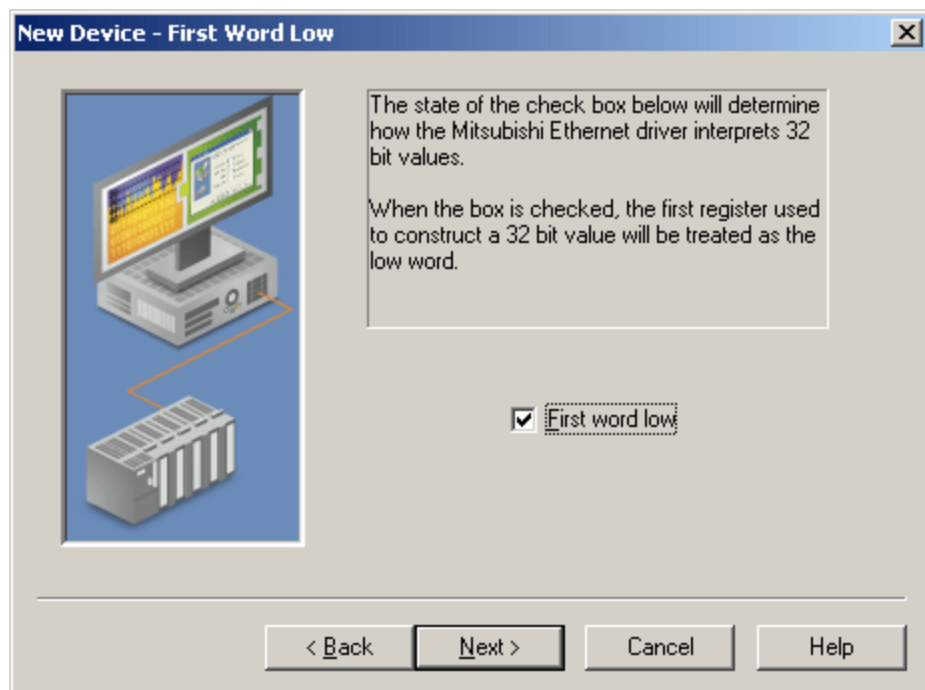 New Device - First Word Low
The state of the check box below will determine
how the Mitsubishi Ethernet driver interprets 32
bit values.
When the box is checked, the first register used
to construct a 32 bit value will be treated as the
low word.
First word low
< Back
Next >
Cancel
Help